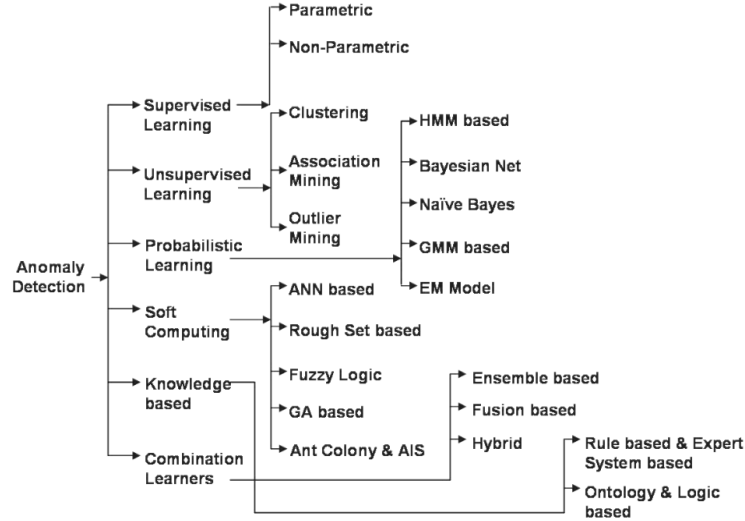 Parametric
Non-Parametric
Supervised
Learning
Clustering
HMM based
Association
Mining
Bayesian Net
Unsupervised
Learning
Naïve Bayes
Outlier
Mining
Probabilistic
Learning
GMM based
Anomaly
Detection
ANN based
EM Model
Soft
Computing
Rough Set based
Fuzzy Logic
Ensemble based
Knowledge
based
GA based
Fusion based
Combination
Learners
Ant Colony & AIS
Hybrid
Rule based & Expert
System based
Ontology & Logic
based